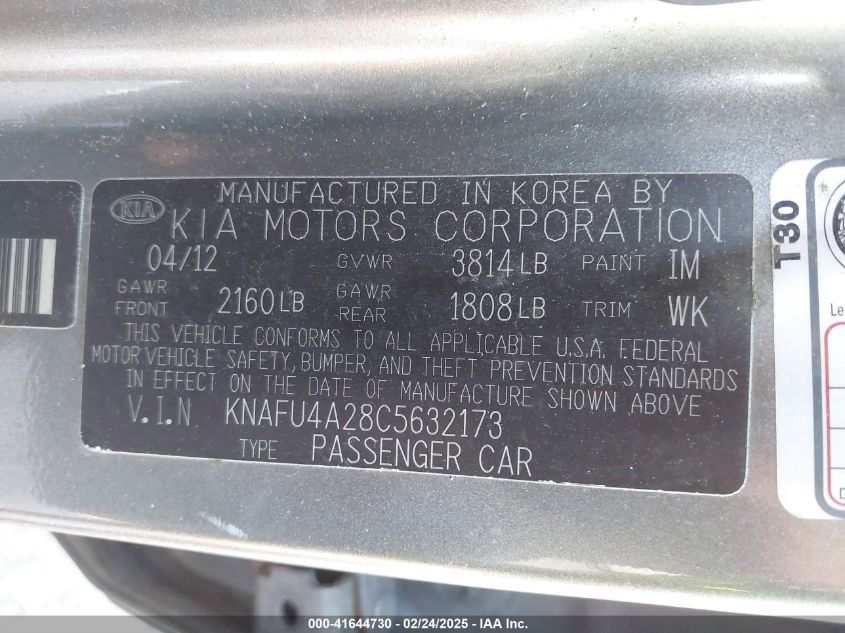 MANUFACTURED IN KOREA BY
KIA KIA MOTORS CORPORATION
04/12 GVWR 3814 LB PAINT IM
GAWR FRONT 2160 LB GAWR REAR 1808 LB TRIM WK
THIS VEHICLE CONFORMS TO ALL APPLICABLE U.S.A. FEDERAL
MOTOR VEHICLE SAFETY, BUMPER, AND THEFT PREVENTION STANDARDS
IN EFFECT ON THE DATE OF MANUFACTURE SHOWN ABOVE
V.I.N KNAFU4A28C5632173
TYPE PASSENGER CAR
T30
Le
D
000-41644730 - 02/24/2025 - IAA Inc.